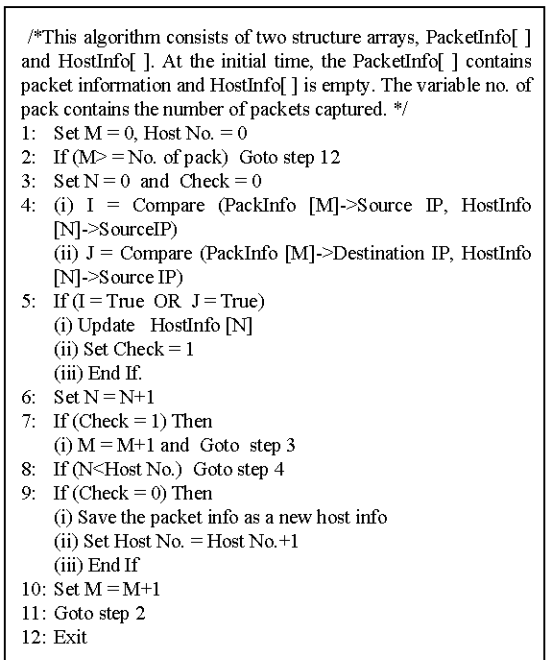 /*This algorithm consists of two structure arrays, PacketInfo[ ]
and HostInfo[ ]. At the initial time, the PacketInfo[ ] contains
packet information and HostInfo[ ] is empty. The variable no. of
pack contains the number of packets captured. */
1: Set M = 0, Host No. = 0
2: If (M> = No. of pack) Goto step 12
3: Set N = 0 and Check = 0
4: (i) I = Compare (PackInfo [M]->Source IP, HostInfo
[N]->SourceIP)
(ii) J = Compare (PackInfo [M]->Destination IP, HostInfo
[N]->Source IP)
5: If (I = True OR J = True)
(i) Update HostInfo [N]
(ii) Set Check = 1
(iii) End If.
6: Set N = N+1
7: If (Check = 1) Then
(i) M = M+1 and Goto step 3
8: If (N<Host No.) Goto step 4
9: If (Check = 0) Then
(i) Save the packet info as a new host info
(ii) Set Host No. = Host No.+1
(iii) End If
10: Set M = M+1
11: Goto step 2
12: Exit